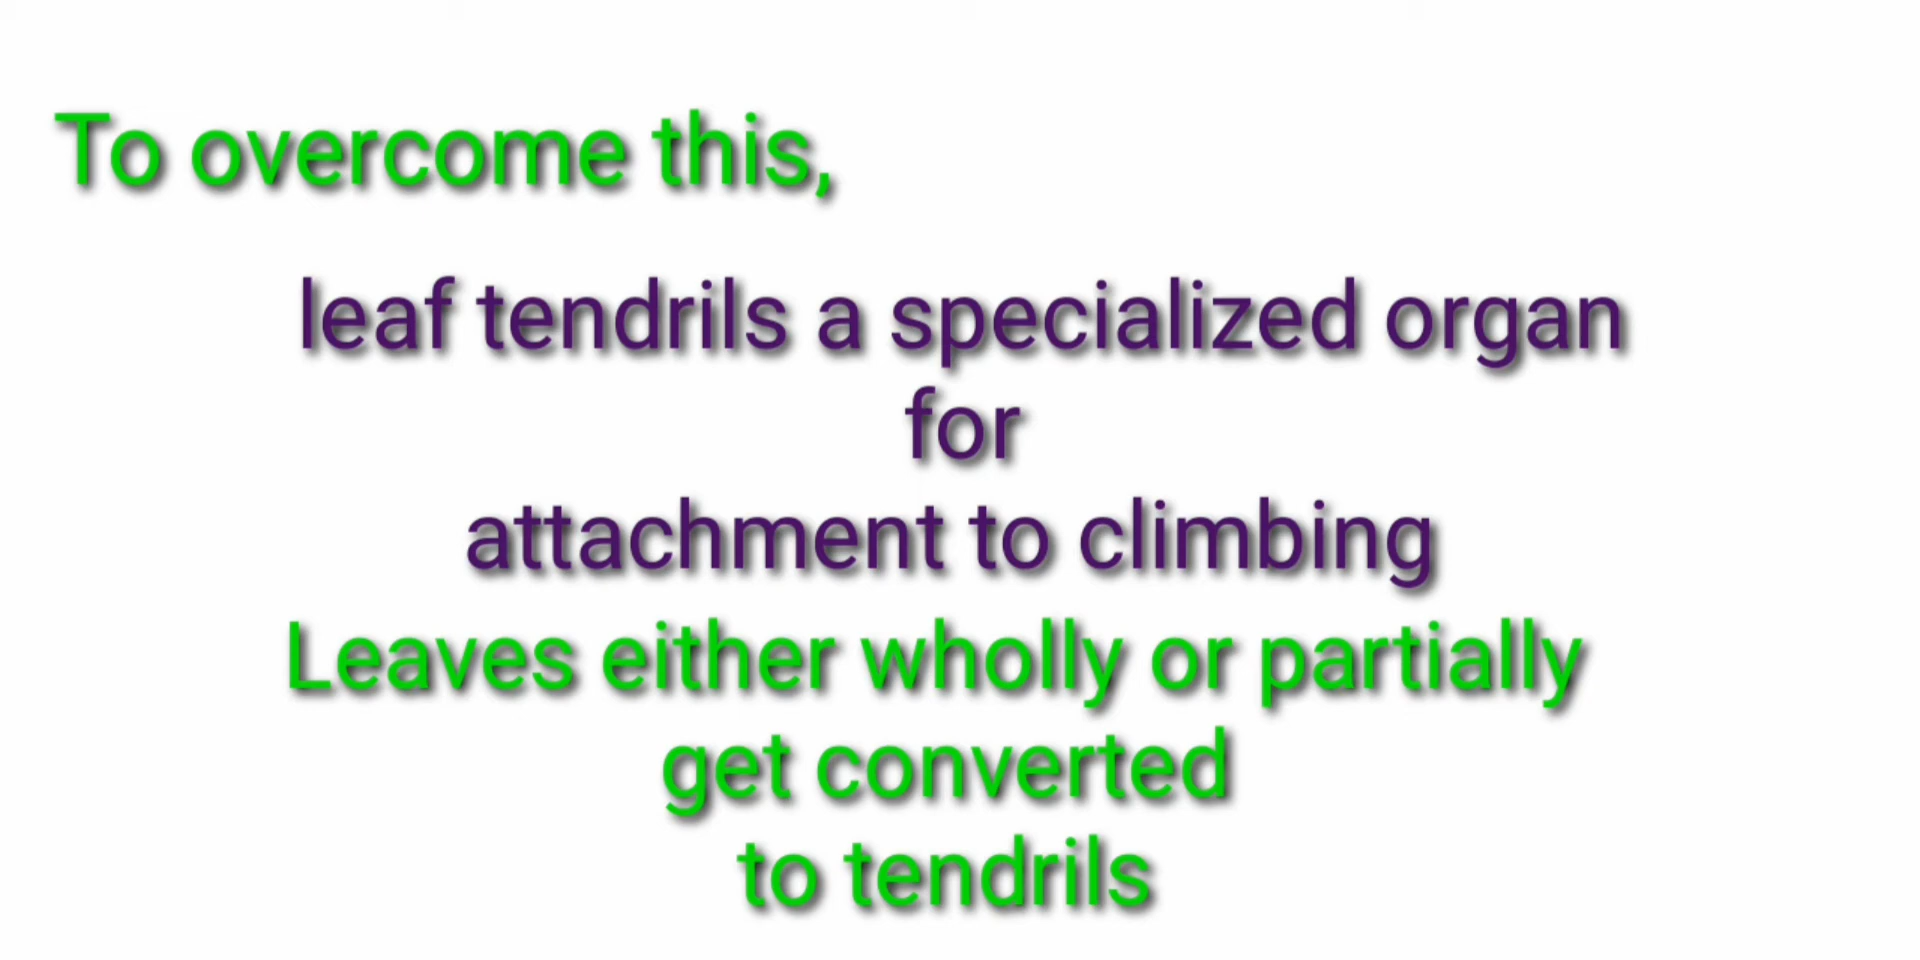 To overcome this,
leaf tendrils a specialized organ
for
attachment to climbing
Leaves either wholly or partially
get converted
to tendrils